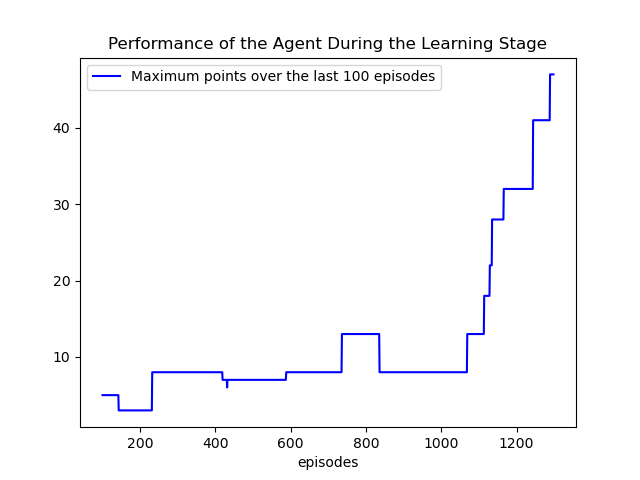 Performance of the Agent During the Learning Stage
Maximum points over the last 100 episodes
40
30
20
10
200 400 600 800 1000 1200
episodes